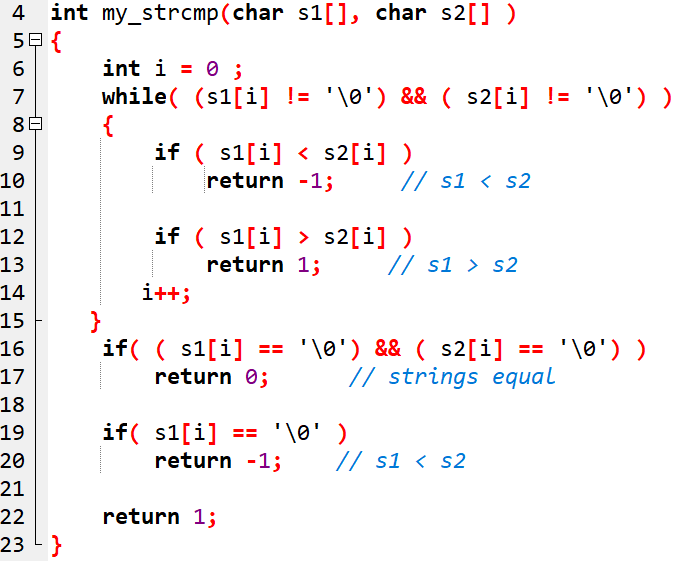 4 int my_strcmp(char s1[], char s2[] )
5 {
6     int i = 0 ;
7     while( (s1[i] != '\0') && ( s2[i] != '\0') )
8     {
9         if ( s1[i] < s2[i] )
10             return -1;     // s1 < s2
11
12         if ( s1[i] > s2[i] )
13             return 1;     // s1 > s2
14        i++;
15    }
16     if( ( s1[i] == '\0') && ( s2[i] == '\0') )
17         return 0;      // strings equal
18
19     if( s1[i] == '\0' )
20         return -1;    // s1 < s2
21
22     return 1;
23 }